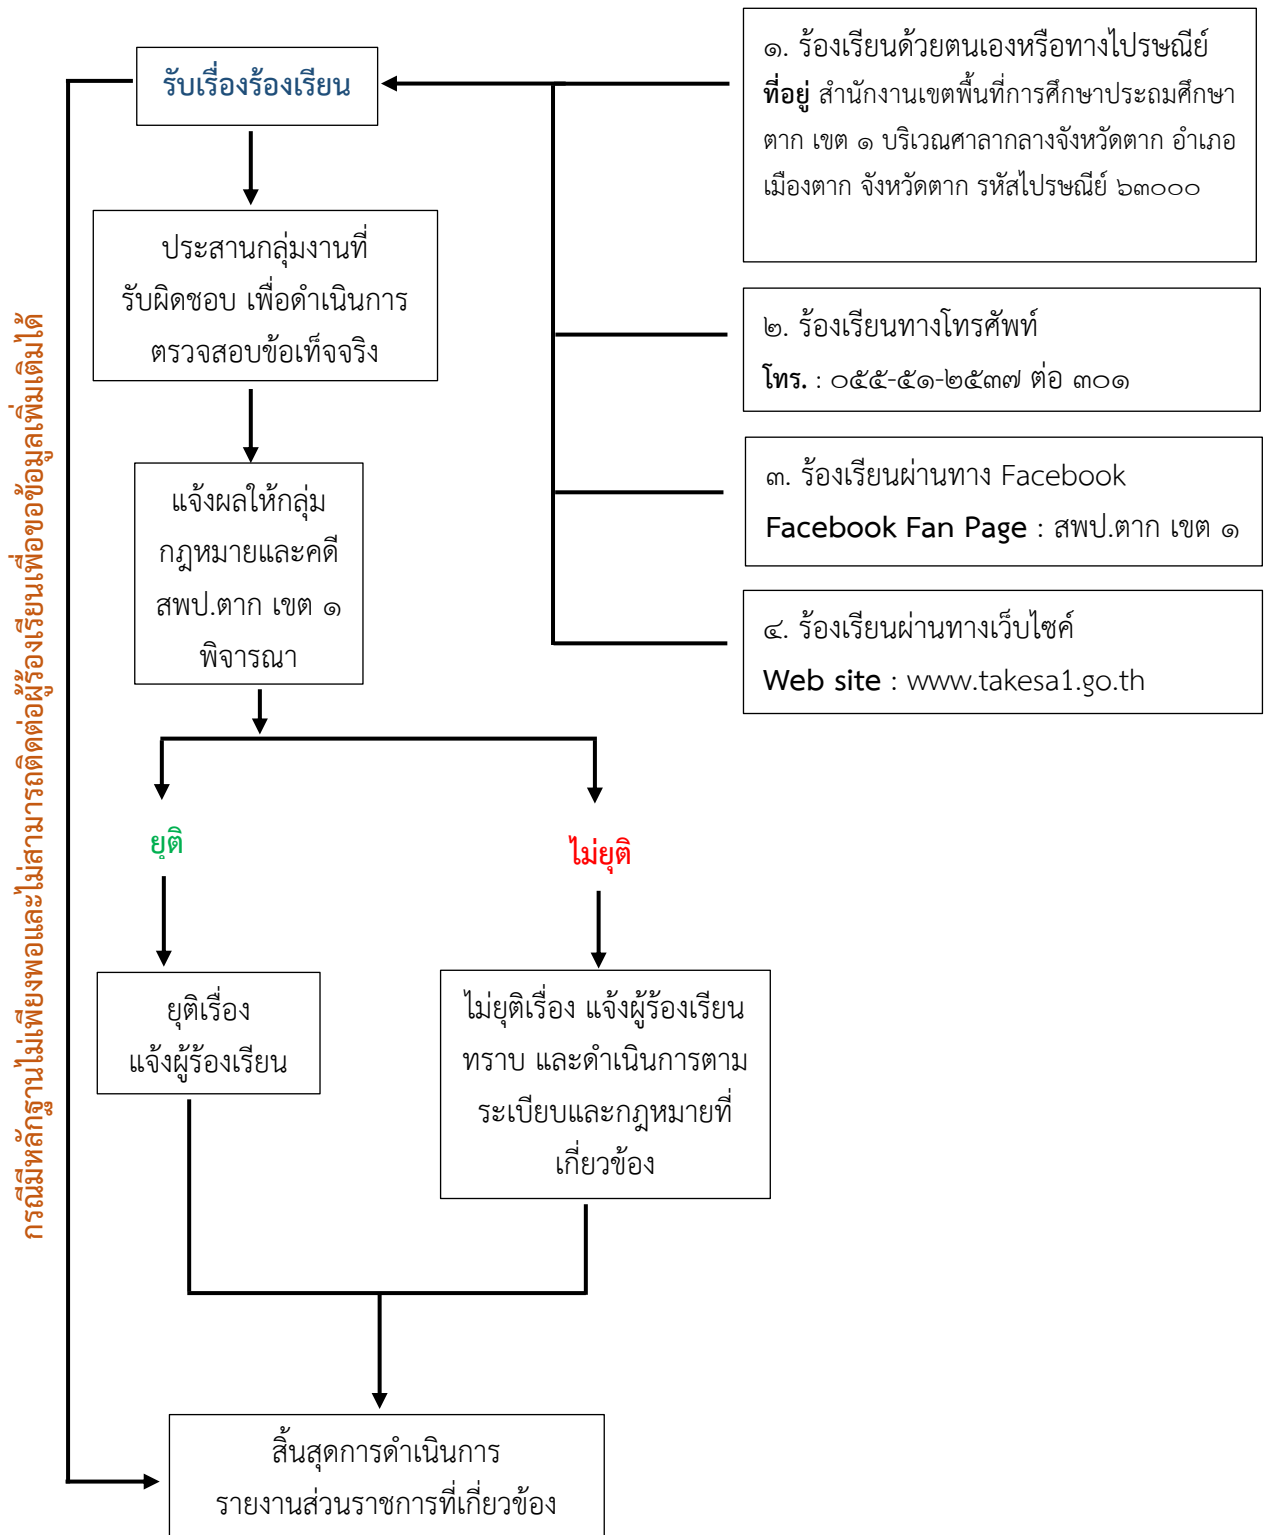 รับเรื่องร้องเรียน
๑. ร้องเรียนด้วยตนเองหรือทางไปรษณีย์
ที่อยู่ สำนักงานเขตพื้นที่การศึกษาประถมศึกษา
ตาก เขต ๑ บริเวณศาลากลางจังหวัดตาก อำเภอ
เมืองตาก จังหวัดตาก รหัสไปรษณีย์ ๖๓๐๐๐
ประสานกลุ่มงานที่
รับผิดชอบ เพื่อดำเนินการ
ตรวจสอบข้อเท็จจริง
๒. ร้องเรียนทางโทรศัพท์
โทร. : ๐๕๕-๕๑-๒๕๓๗ ต่อ ๓๐๑
๓. ร้องเรียนผ่านทาง Facebook
Facebook Fan Page : สพป.ตาก เขต ๑
แจ้งผลให้กลุ่ม
กฎหมายและคดี
สพป.ตาก เขต ๑
พิจารณา
๔. ร้องเรียนผ่านทางเว็บไซค์
Web site : www.takesa1.go.th
ยุติ
ไม่ยุติ
ยุติเรื่อง
แจ้งผู้ร้องเรียน
ไม่ยุติเรื่อง แจ้งผู้ร้องเรียน
ทราบ และดำเนินการตาม
ระเบียบและกฎหมายที่
เกี่ยวข้อง
สิ้นสุดการดำเนินการ
รายงานส่วนราชการที่เกี่ยวข้อง
กรณีมีหลักฐานไม่เพียงพอและไม่สามารถติดต่อผู้ร้องเรียนเพื่อขอข้อมูลเพิ่มเติมได้